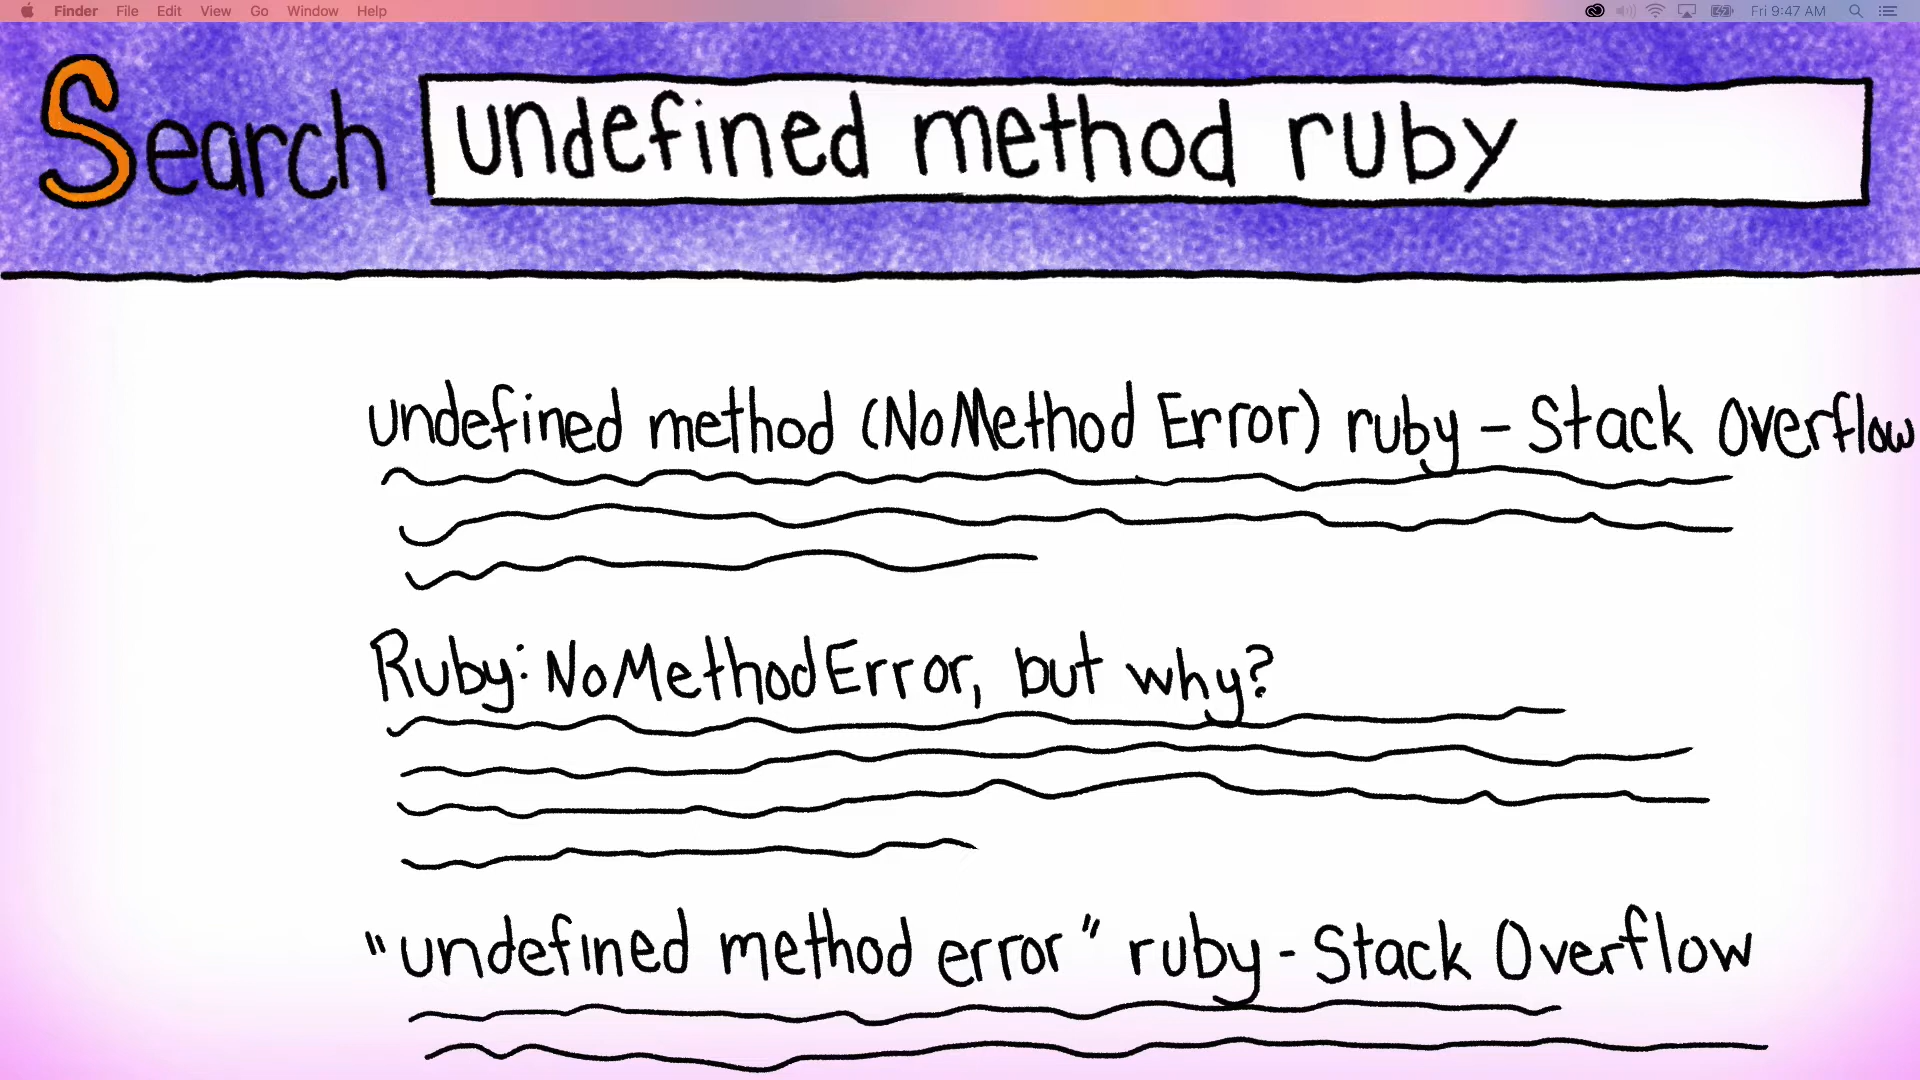 Finder File Edit View Go Window Help Fri 9:47 AM
Search undefined method ruby
undefined method (NoMethod Error) ruby - Stack Overflow
Ruby: NoMethodError, but why?
"undefined method error" ruby - Stack Overflow